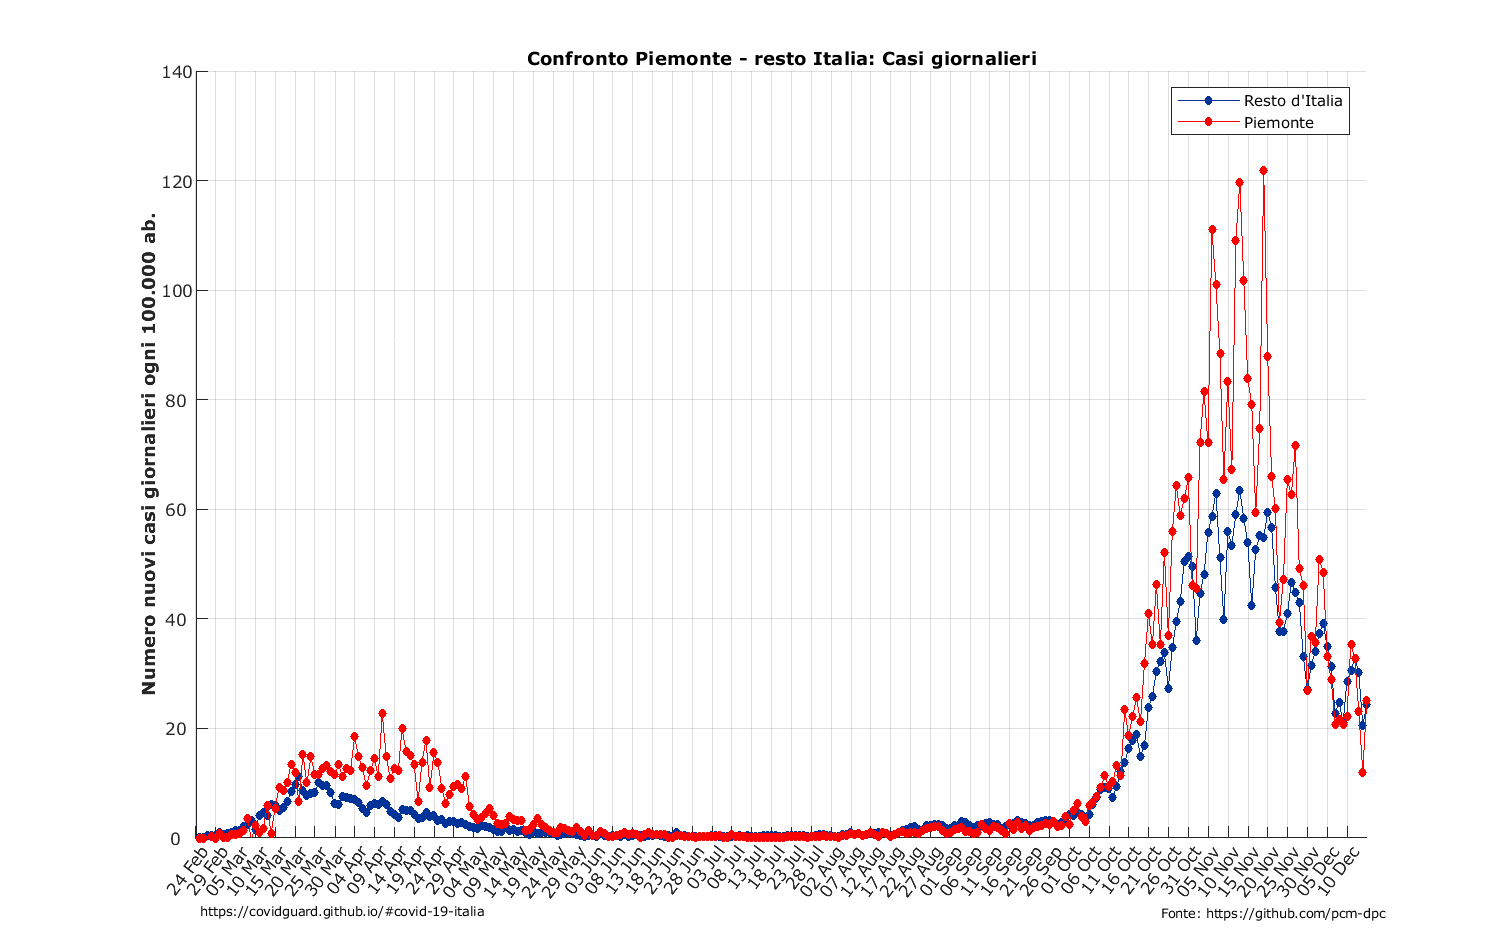 Confronto Piemonte - resto Italia: Casi giornalieri
140
120
100
80
60
40
20
0
Numero nuovi casi giornalieri ogni 100.000 ab.
Resto d'Italia
Piemonte
24 Feb
29 Feb
05 Mar
10 Mar
15 Mar
20 Mar
25 Mar
30 Mar
04 Apr
09 Apr
14 Apr
19 Apr
24 Apr
29 Apr
04 May
09 May
14 May
19 May
24 May
29 May
03 Jun
08 Jun
13 Jun
18 Jun
23 Jun
28 Jun
03 Jul
08 Jul
13 Jul
18 Jul
23 Jul
28 Jul
02 Aug
07 Aug
12 Aug
17 Aug
22 Aug
27 Aug
01 Sep
06 Sep
11 Sep
16 Sep
21 Sep
26 Sep
01 Oct
06 Oct
11 Oct
16 Oct
21 Oct
26 Oct
31 Oct
05 Nov
10 Nov
15 Nov
20 Nov
25 Nov
30 Nov
05 Dec
10 Dec
https://covidguard.github.io/#covid-19-italia
Fonte: https://github.com/pcm-dpc